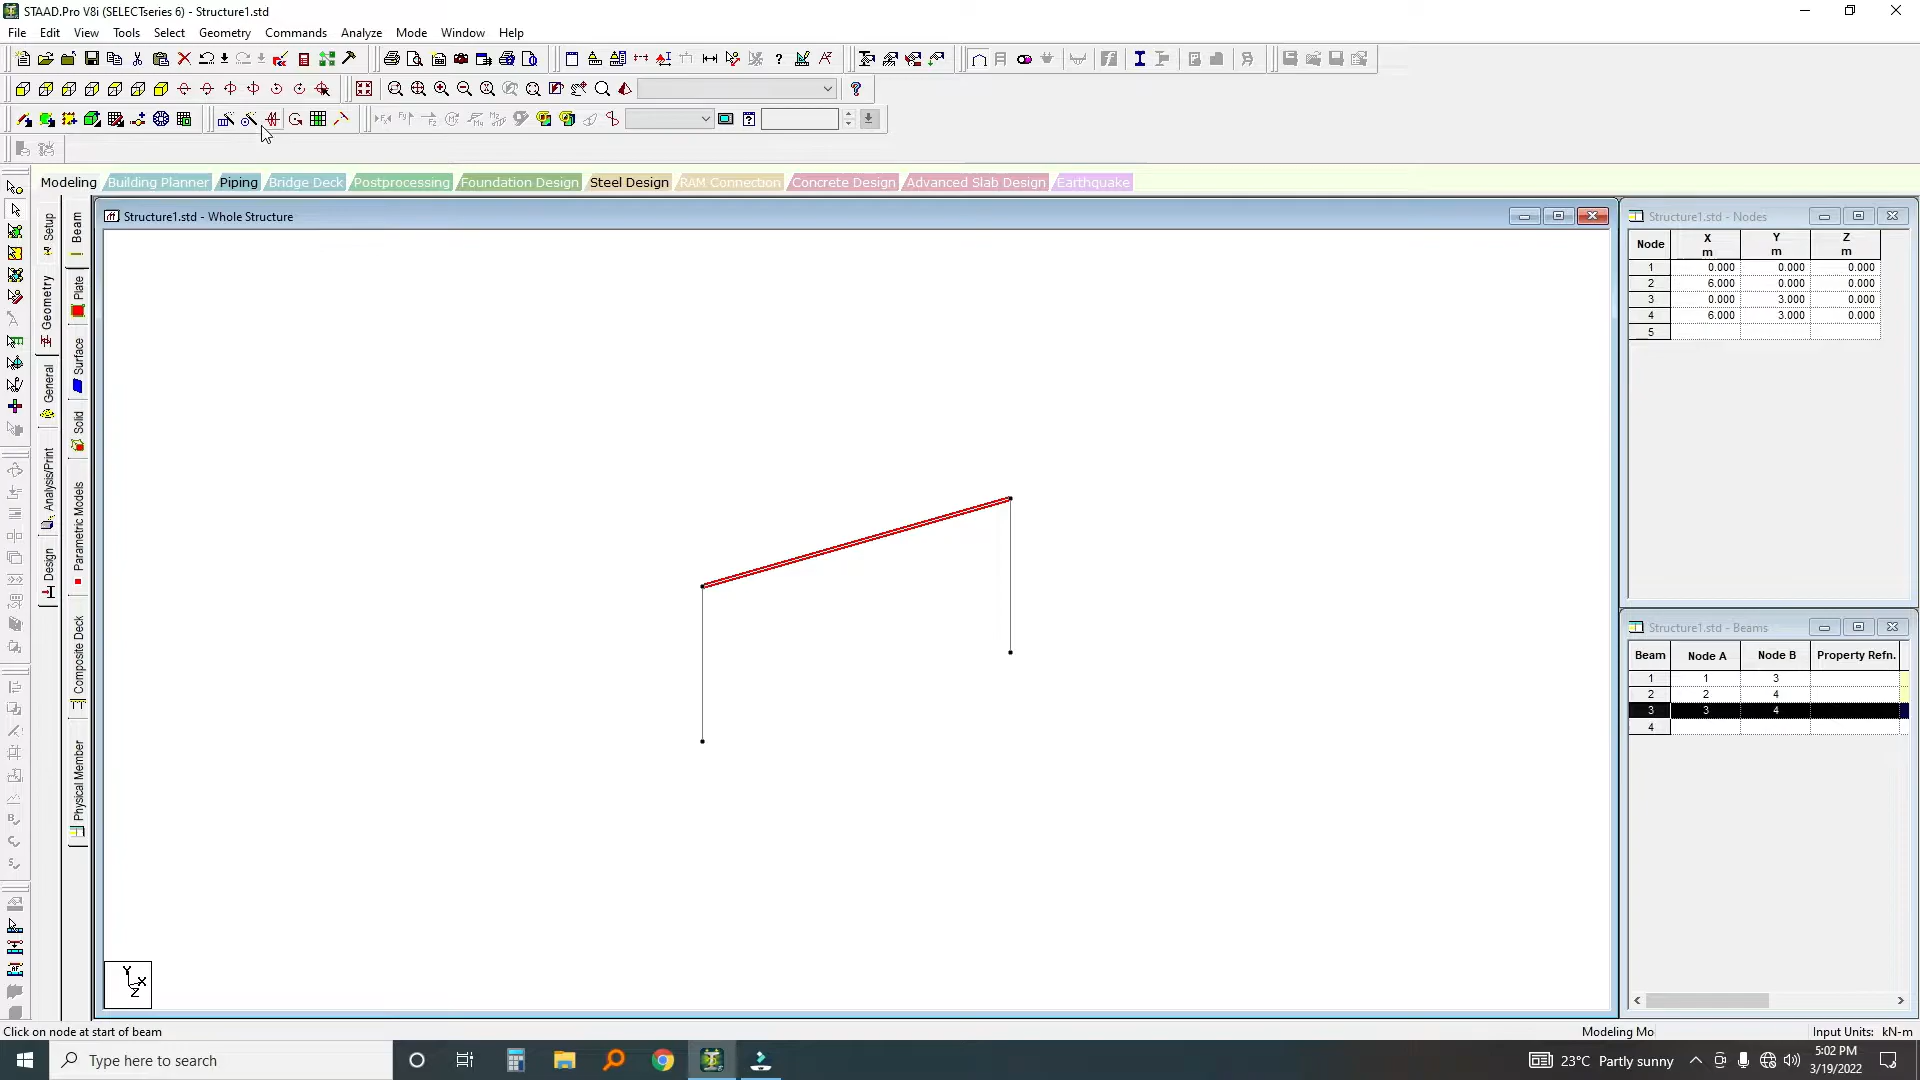 STAAD.Pro V8i (SELECTseries 6) - Structure1.std
File Edit View Tools Select Geometry Commands Analyze Mode Window Help
Modeling Building Planner Piping Bridge Deck Postprocessing Foundation Design Steel Design RAM Connection Concrete Design Advanced Slab Design Earthquake
Setup
Geometry
General
Analysis/Print
Design
Beam
Plate
Surface
Solid
Parametric Models
Composite Deck
Physical Member
Structure1.std - Whole Structure
Y
X
Z
Structure1.std - Nodes
Node X m Y m Z m
1 0.000 0.000 0.000
2 6.000 0.000 0.000
3 0.000 3.000 0.000
4 6.000 3.000 0.000
5
Structure1.std - Beams
Beam Node A Node B Property Refn.
1 1 3
2 2 4
3 3 4
4
Click on node at start of beam
Modeling Mo
Input Units: kN-m
Type here to search
23°C Partly sunny
5:02 PM
3/19/2022